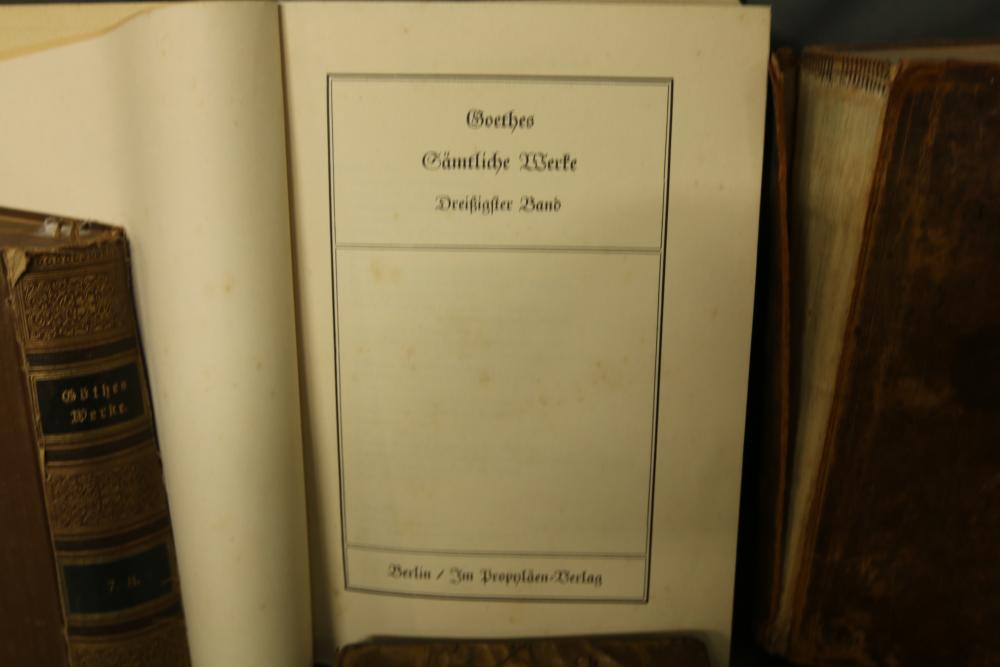 Goethes
Sämtliche Werke
Dreißigster Band
Berlin / Im Propyläen-Verlag
Göthes
Werke.